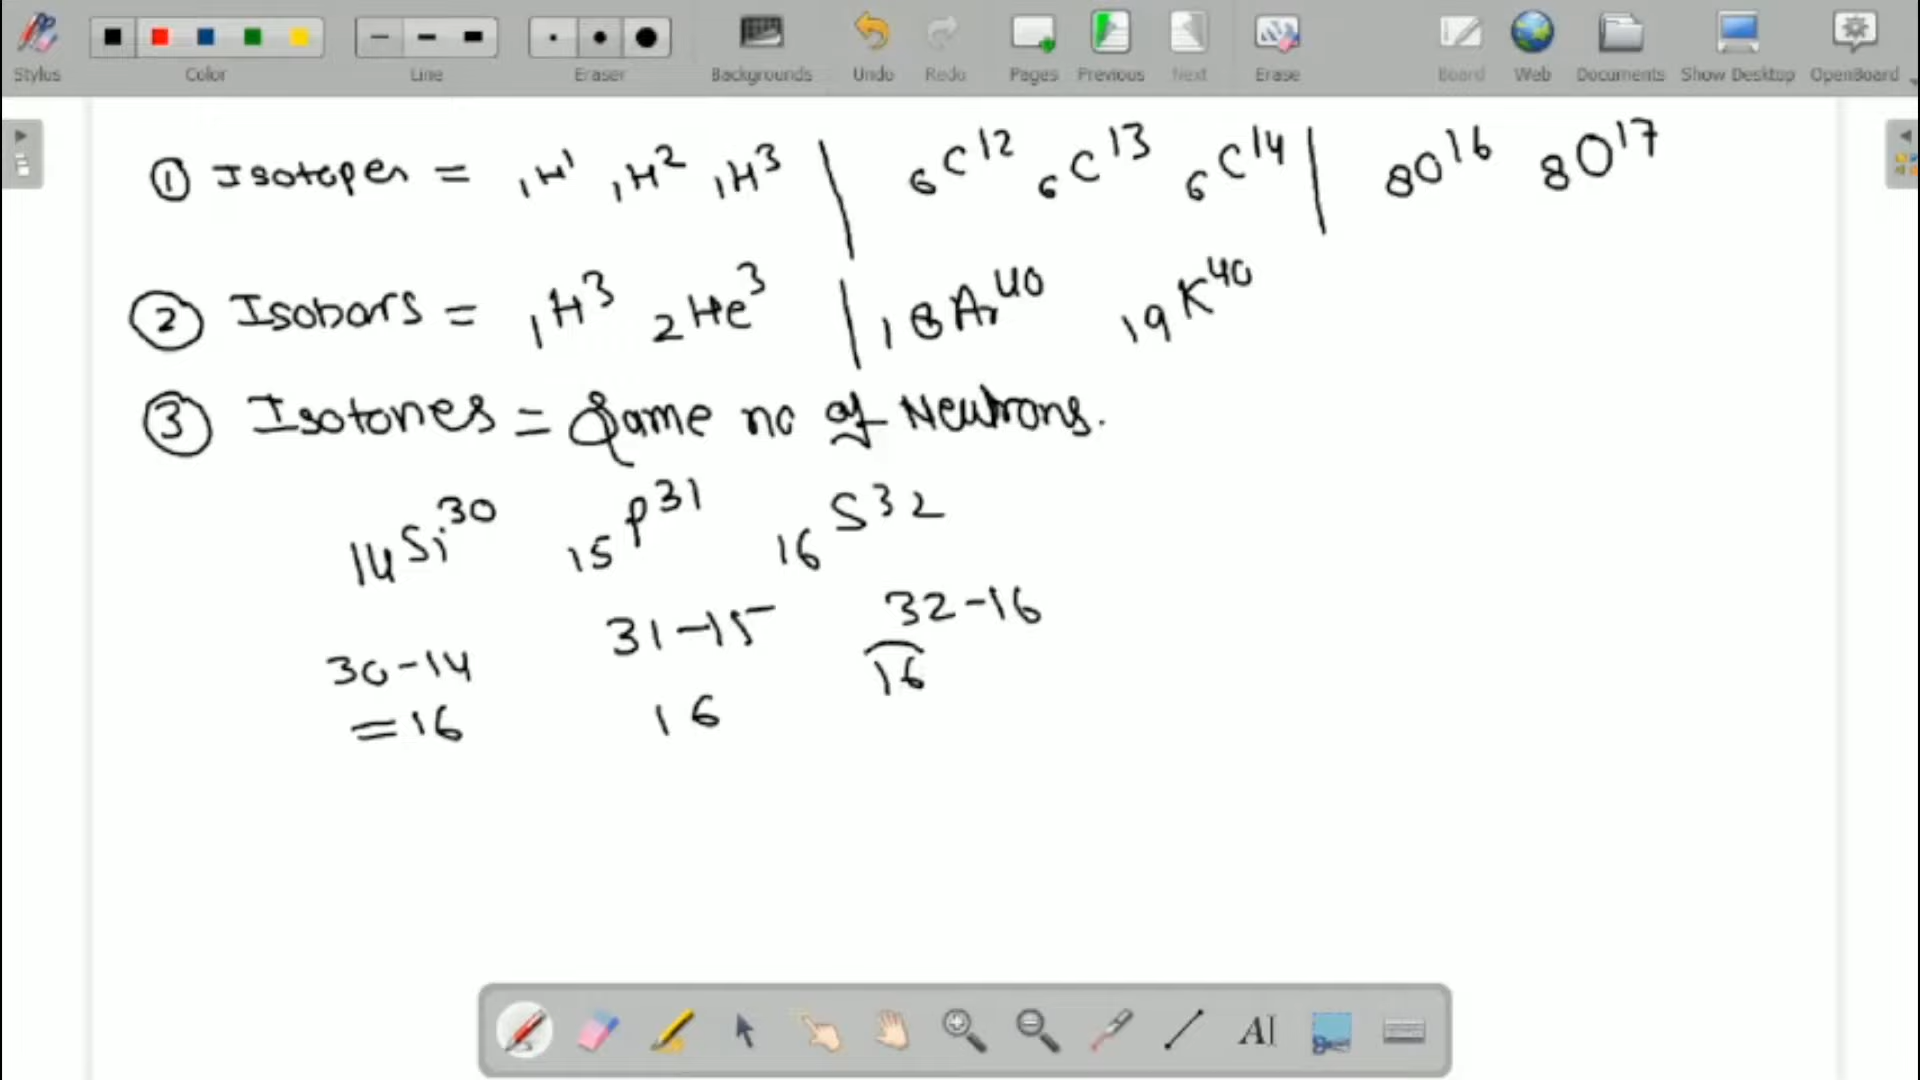 Stylus Color Line Eraser Backgrounds Undo Redo Pages Previous Next Erase Board Web Documents Show Desktop OpenBoard
① Isotopes = ₁H¹ ₁H² ₁H³ | ₆C¹² ₆C¹³ ₆C¹⁴ | ₈O¹⁶ ₈O¹⁷
② Isobars = ₁H³ ₂He³ | ₁₈Ar⁴⁰ ₁₉K⁴⁰
③ Isotones = Same no of Neutrons.
₁₄Si³⁰ ₁₅P³¹ ₁₆S³²
30-14 31-15 32-16
=16 16 16
AI